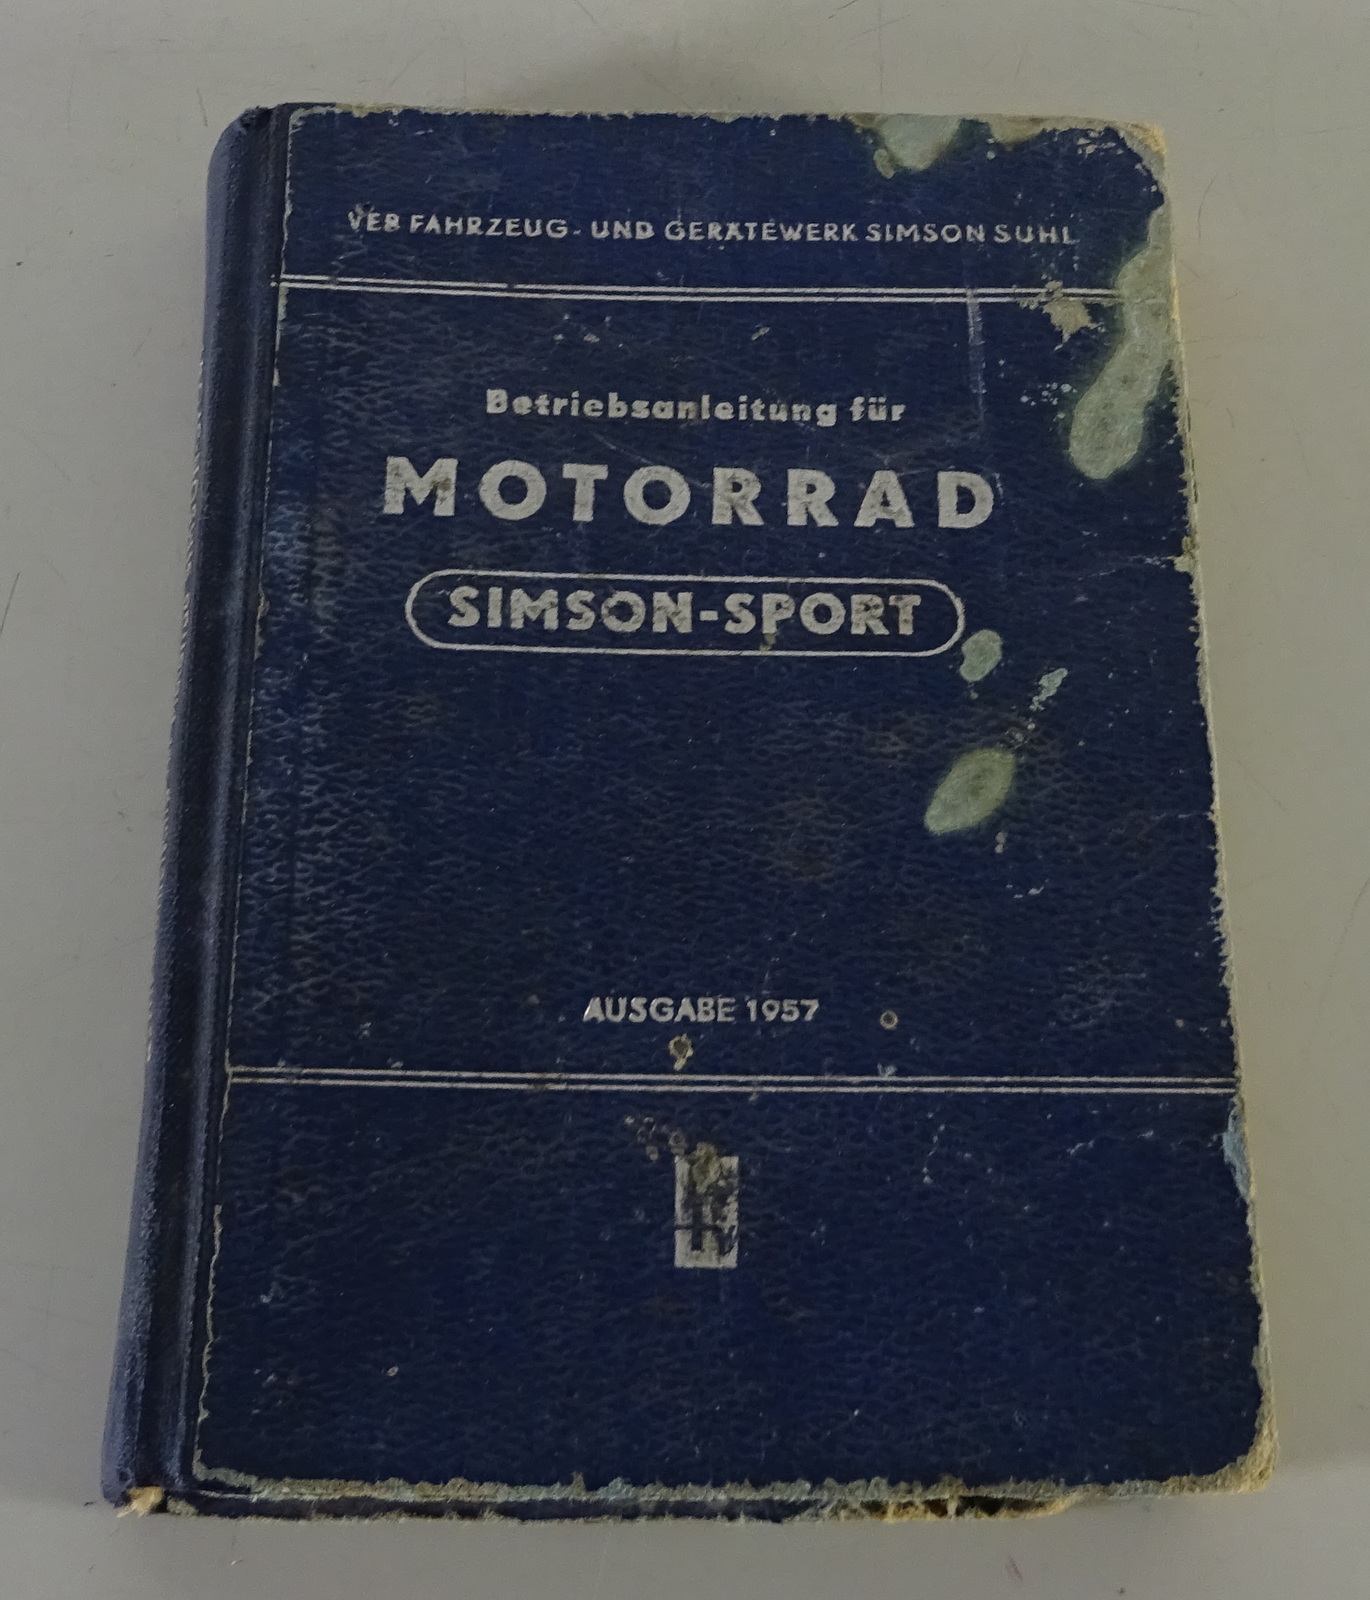 VEB FAHRZEUG- UND GERÄTEWERK SIMSON SUHL
Betriebsanleitung für
MOTORRAD
SIMSON-SPORT
AUSGABE 1957